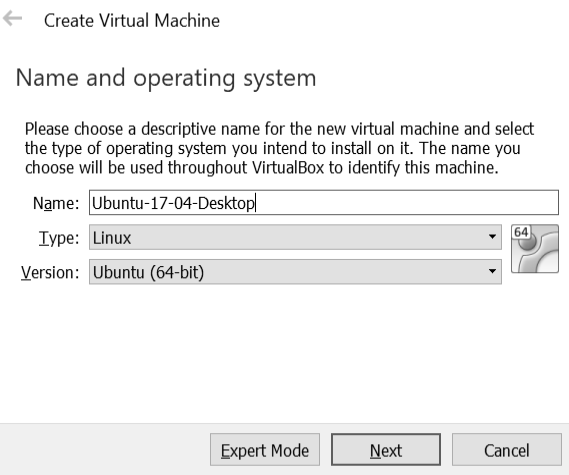 Create Virtual Machine
Name and operating system
Please choose a descriptive name for the new virtual machine and select
the type of operating system you intend to install on it. The name you
choose will be used throughout VirtualBox to identify this machine.
Name: Ubuntu-17-04-Desktop
Type: Linux
64
Version: Ubuntu (64-bit)
Expert Mode Next Cancel